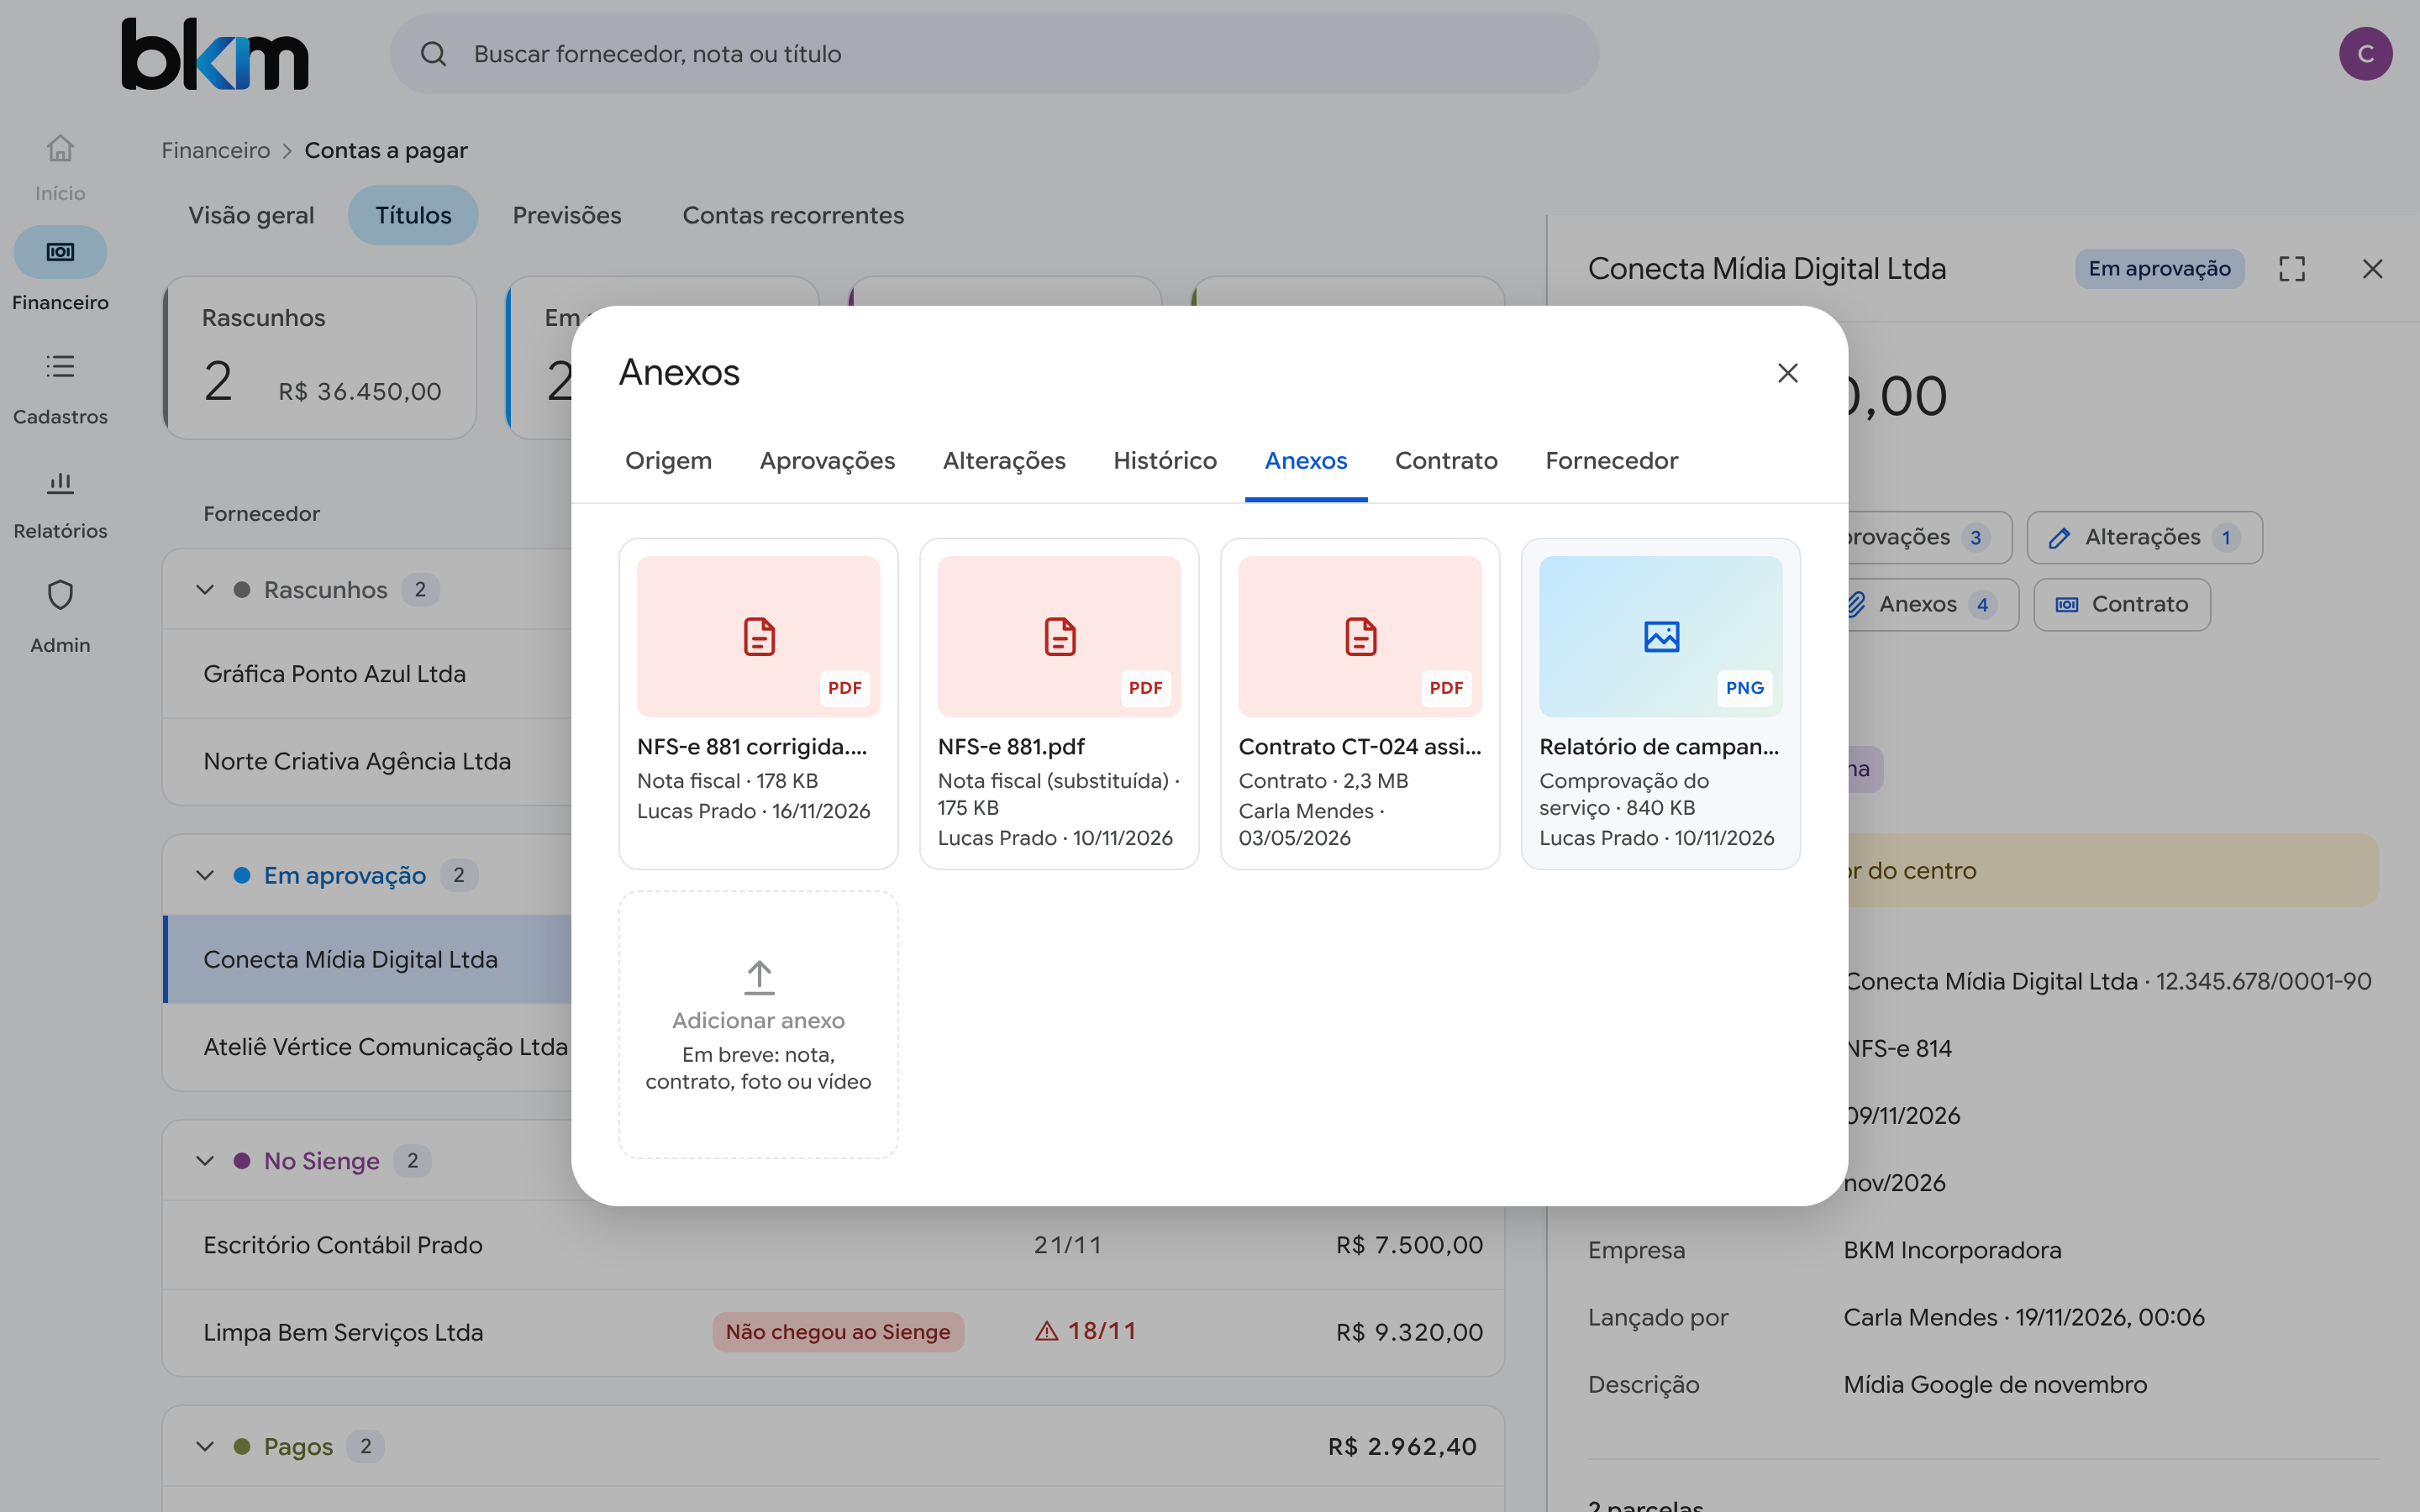 bkm
Buscar fornecedor, nota ou título
C
Início
Financeiro
Cadastros
Relatórios
Admin
Financeiro > Contas a pagar
Visão geral
Títulos
Previsões
Contas recorrentes
Rascunhos
2 R$ 36.450,00
Em
2
Fornecedor
Rascunhos 2
Gráfica Ponto Azul Ltda
Norte Criativa Agência Ltda
Em aprovação 2
Conecta Mídia Digital Ltda
Ateliê Vértice Comunicação Ltda
No Sienge 2
Escritório Contábil Prado 21/11 R$ 7.500,00
Limpa Bem Serviços Ltda Não chegou ao Sienge 18/11 R$ 9.320,00
Pagos 2 R$ 2.962,40
Anexos
Origem
Aprovações
Alterações
Histórico
Anexos
Contrato
Fornecedor
PDF
NFS-e 881 corrigida....
Nota fiscal · 178 KB
Lucas Prado · 16/11/2026
PDF
NFS-e 881.pdf
Nota fiscal (substituída) ·
175 KB
Lucas Prado · 10/11/2026
PDF
Contrato CT-024 assi...
Contrato · 2,3 MB
Carla Mendes ·
03/05/2026
PNG
Relatório de campan...
Comprovação do
serviço · 840 KB
Lucas Prado · 10/11/2026
Adicionar anexo
Em breve: nota,
contrato, foto ou vídeo
Conecta Mídia Digital Ltda Em aprovação
0,00
provações 3
Alterações 1
Anexos 4
Contrato
na
or do centro
Conecta Mídia Digital Ltda · 12.345.678/0001-90
NFS-e 814
09/11/2026
nov/2026
Empresa BKM Incorporadora
Lançado por Carla Mendes · 19/11/2026, 00:06
Descrição Mídia Google de novembro
2 parcelas